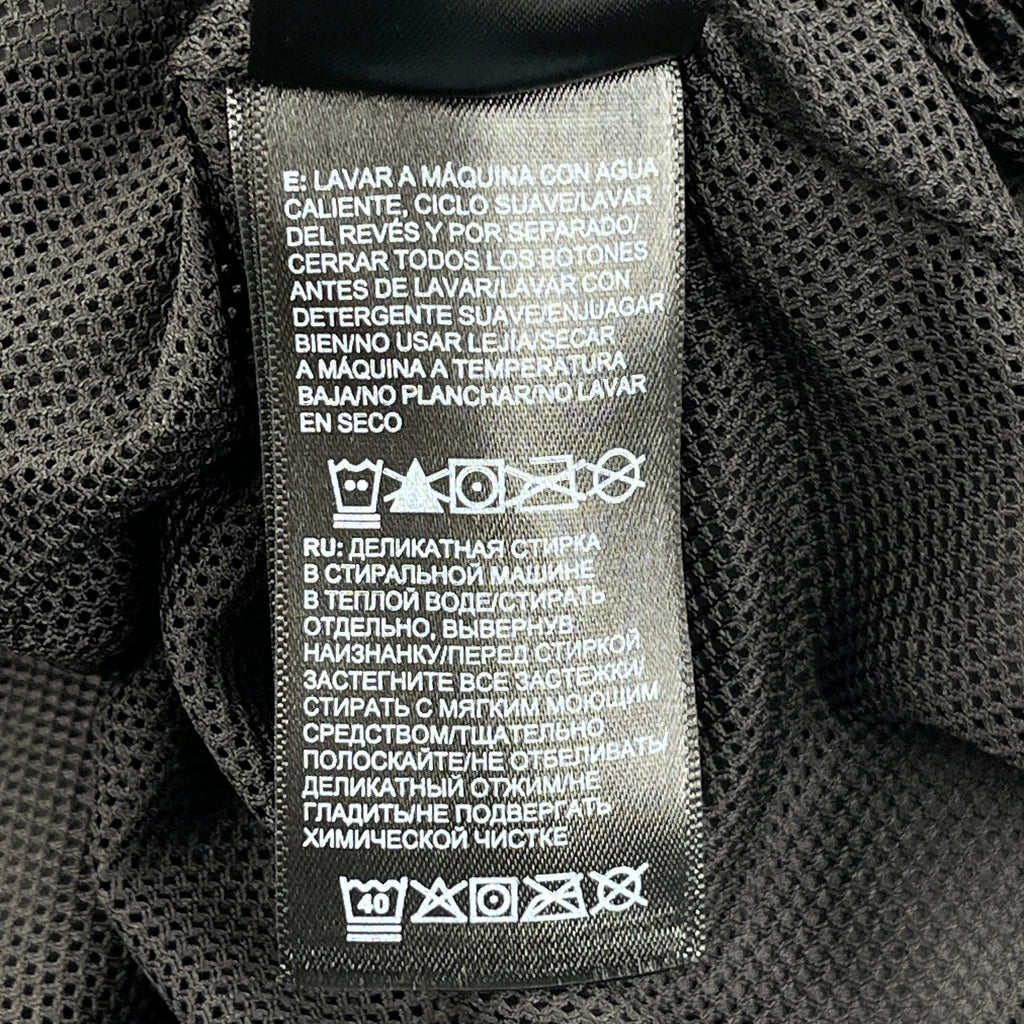 E: LAVAR A MÁQUINA CON AGUA
CALIENTE, CICLO SUAVE/LAVAR
DEL REVÉS Y POR SEPARADO/
CERRAR TODOS LOS BOTONES
ANTES DE LAVAR/LAVAR CON
DETERGENTE SUAVE/ENJUAGAR
BIEN/NO USAR LEJÍA/SECAR
A MÁQUINA A TEMPERATURA
BAJA/NO PLANCHAR/NO LAVAR
EN SECO
RU: ДЕЛИКАТНАЯ СТИРКА
В СТИРАЛЬНОЙ МАШИНЕ
В ТЕПЛОЙ ВОДЕ/СТИРАТЬ
ОТДЕЛЬНО, ВЫВЕРНУВ
НАИЗНАНКУ/ПЕРЕД СТИРКОЙ
ЗАСТЕГНИТЕ ВСЕ ЗАСТЕЖКИ/
СТИРАТЬ С МЯГКИМ МОЮЩИМ
СРЕДСТВОМ/ТЩАТЕЛЬНО
ПОЛОСКАЙТЕ/НЕ ОТБЕЛИВАТЬ/
ДЕЛИКАТНЫЙ ОТЖИМ/НЕ
ГЛАДИТЬ/НЕ ПОДВЕРГАТЬ
ХИМИЧЕСКОЙ ЧИСТКЕ
40